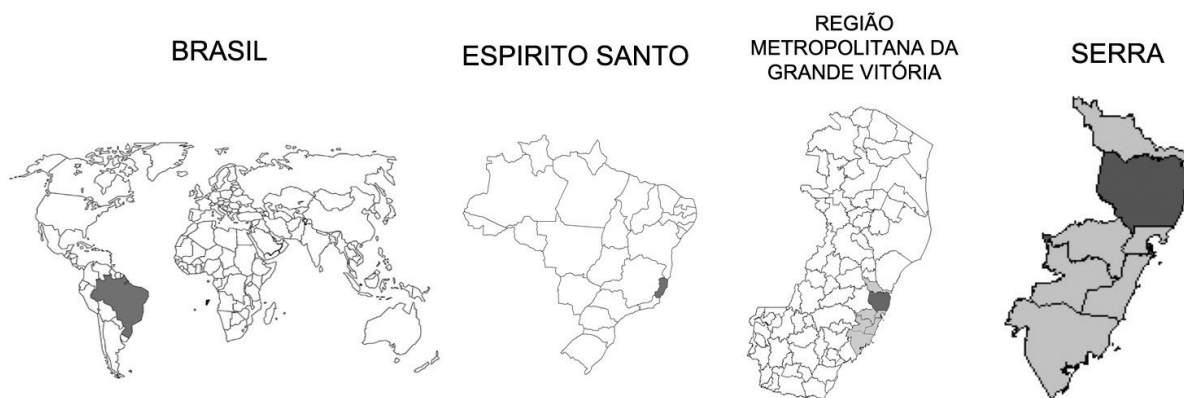 BRASIL
ESPIRITO SANTO
REGIÃO
METROPOLITANA DA
GRANDE VITÓRIA
SERRA